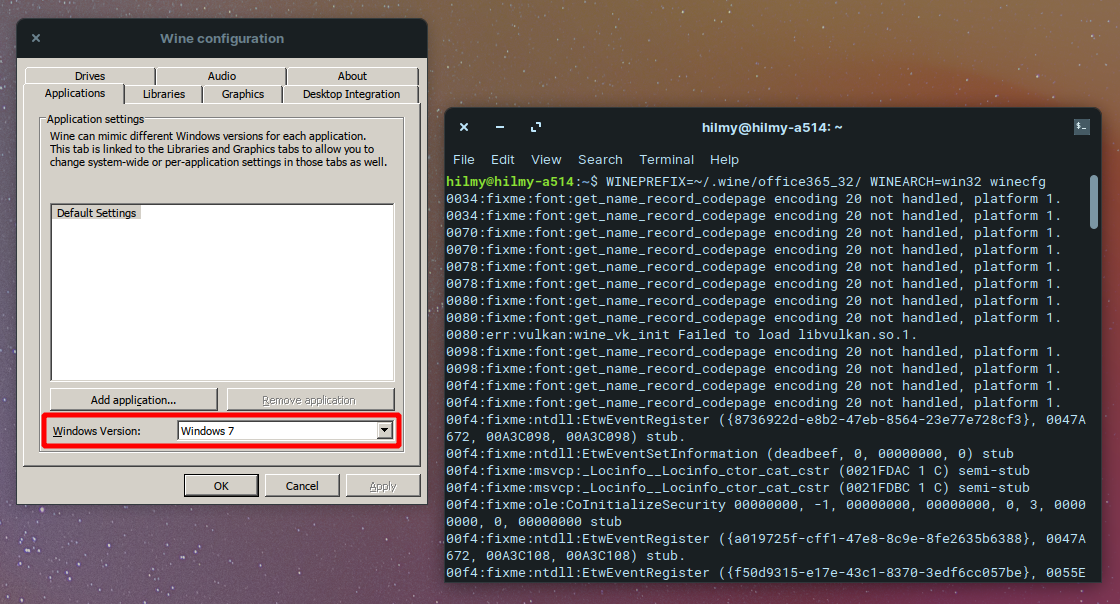 Wine configuration
Drives
Audio
About
Applications
Libraries
Graphics
Desktop Integration
Application settings
Wine can mimic different Windows versions for each application.
This tab is linked to the Libraries and Graphics tabs to allow you to
change system-wide or per-application settings in those tabs as well.
Default Settings
Add application...
Remove application
Windows Version:
Windows 7
OK
Cancel
Apply
hilmy@hilmy-a514: ~
File Edit View Search Terminal Help
hilmy@hilmy-a514:~$ WINEPREFIX=~/.wine/office365_32/ WINEARCH=win32 winecfg
0034:fixme:font:get_name_record_codepage encoding 20 not handled, platform 1.
0034:fixme:font:get_name_record_codepage encoding 20 not handled, platform 1.
0070:fixme:font:get_name_record_codepage encoding 20 not handled, platform 1.
0070:fixme:font:get_name_record_codepage encoding 20 not handled, platform 1.
0078:fixme:font:get_name_record_codepage encoding 20 not handled, platform 1.
0078:fixme:font:get_name_record_codepage encoding 20 not handled, platform 1.
0080:fixme:font:get_name_record_codepage encoding 20 not handled, platform 1.
0080:fixme:font:get_name_record_codepage encoding 20 not handled, platform 1.
0080:err:vulkan:wine_vk_init Failed to load libvulkan.so.1.
0098:fixme:font:get_name_record_codepage encoding 20 not handled, platform 1.
0098:fixme:font:get_name_record_codepage encoding 20 not handled, platform 1.
00f4:fixme:font:get_name_record_codepage encoding 20 not handled, platform 1.
00f4:fixme:font:get_name_record_codepage encoding 20 not handled, platform 1.
00f4:fixme:ntdll:EtwEventRegister ({8736922d-e8b2-47eb-8564-23e77e728cf3}, 0047A
672, 00A3C098, 00A3C098) stub.
00f4:fixme:ntdll:EtwEventSetInformation (deadbeef, 0, 00000000, 0) stub
00f4:fixme:msvcp:_Locinfo__Locinfo_ctor_cat_cstr (0021FDAC 1 C) semi-stub
00f4:fixme:msvcp:_Locinfo__Locinfo_ctor_cat_cstr (0021FDBC 1 C) semi-stub
00f4:fixme:ole:CoInitializeSecurity 00000000, -1, 00000000, 00000000, 0, 3, 0000
0000, 0, 00000000 stub
00f4:fixme:ntdll:EtwEventRegister ({a019725f-cff1-47e8-8c9e-8fe2635b6388}, 0047A
672, 00A3C108, 00A3C108) stub.
00f4:fixme:ntdll:EtwEventRegister ({f50d9315-e17e-43c1-8370-3edf6cc057be}, 0055E